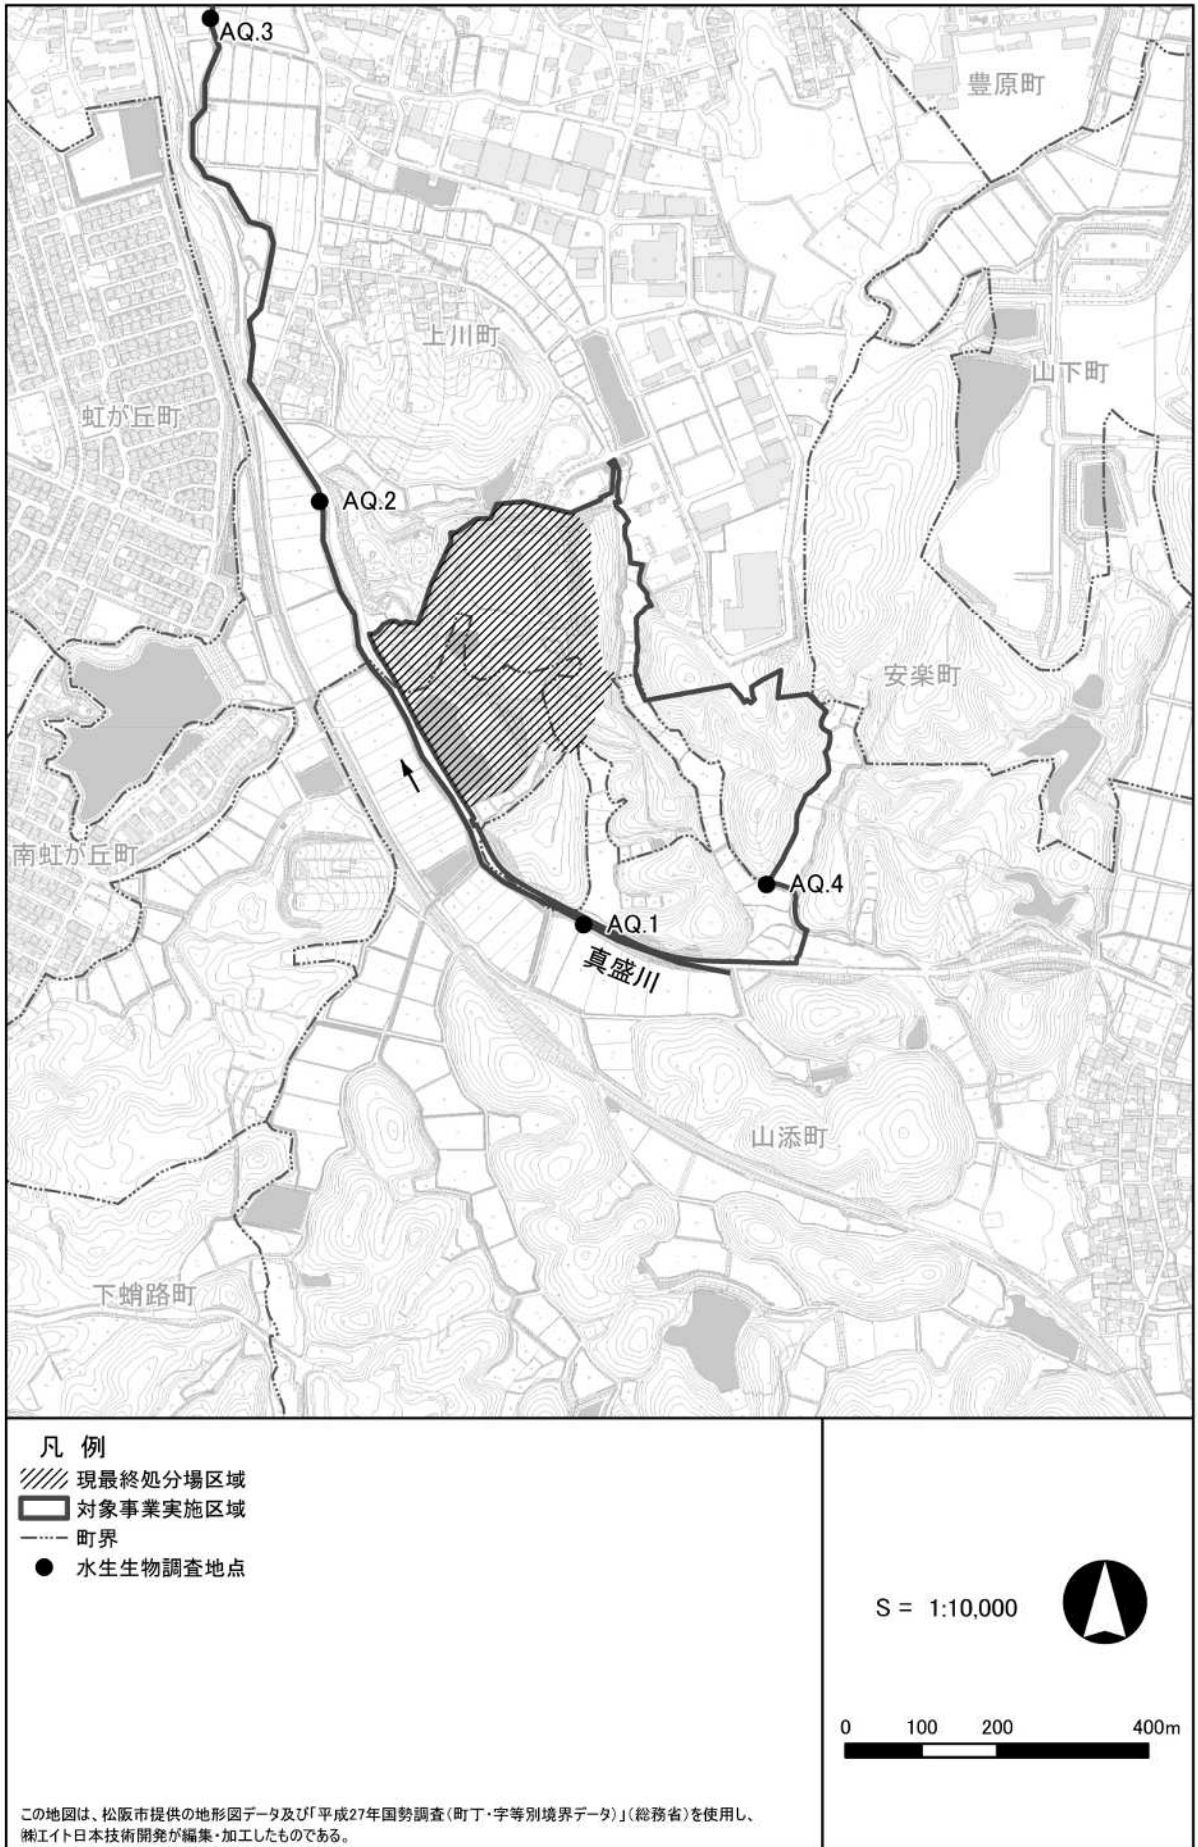 AQ.3
豊原町
上川町
山下町
虹が丘町
AQ.2
安楽町
南虹が丘町
AQ.4
AQ.1
真盛川
山添町
下蛸路町
凡 例
現最終処分場区域
対象事業実施区域
町界
水生生物調査地点
S = 1:10,000
0 100 200 400m
この地図は、松阪市提供の地形図データ及び「平成27年国勢調査(町丁・字等別境界データ)」(総務省)を使用し、
㈱エイト日本技術開発が編集・加工したものである。